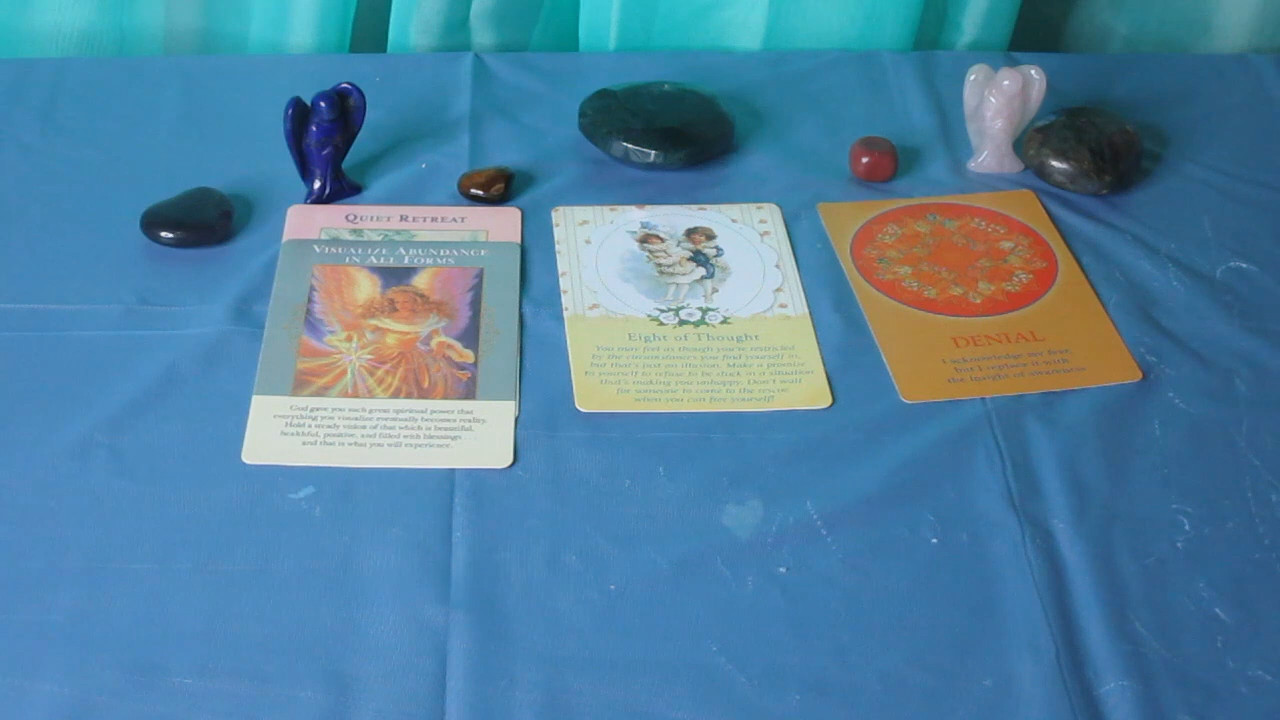 QUIET RETREAT
VISUALIZE ABUNDANCE
IN ALL FORMS
God gave you such great spiritual power that
everything you visualize eventually becomes reality.
Hold a steady vision of that which is beautiful,
healthful, positive, and filled with blessings . . .
and that is what you will experience.
Eight of Thought
You may feel as though you're restricted
by the circumstances you find yourself in,
but that's just an illusion. Make a promise
to yourself to refuse to be stuck in a situation
that's making you unhappy. Don't wait
for someone to come to the rescue
when you can free yourself!
DENIAL
I acknowledge my fear,
but I replace it with
the insight of awareness